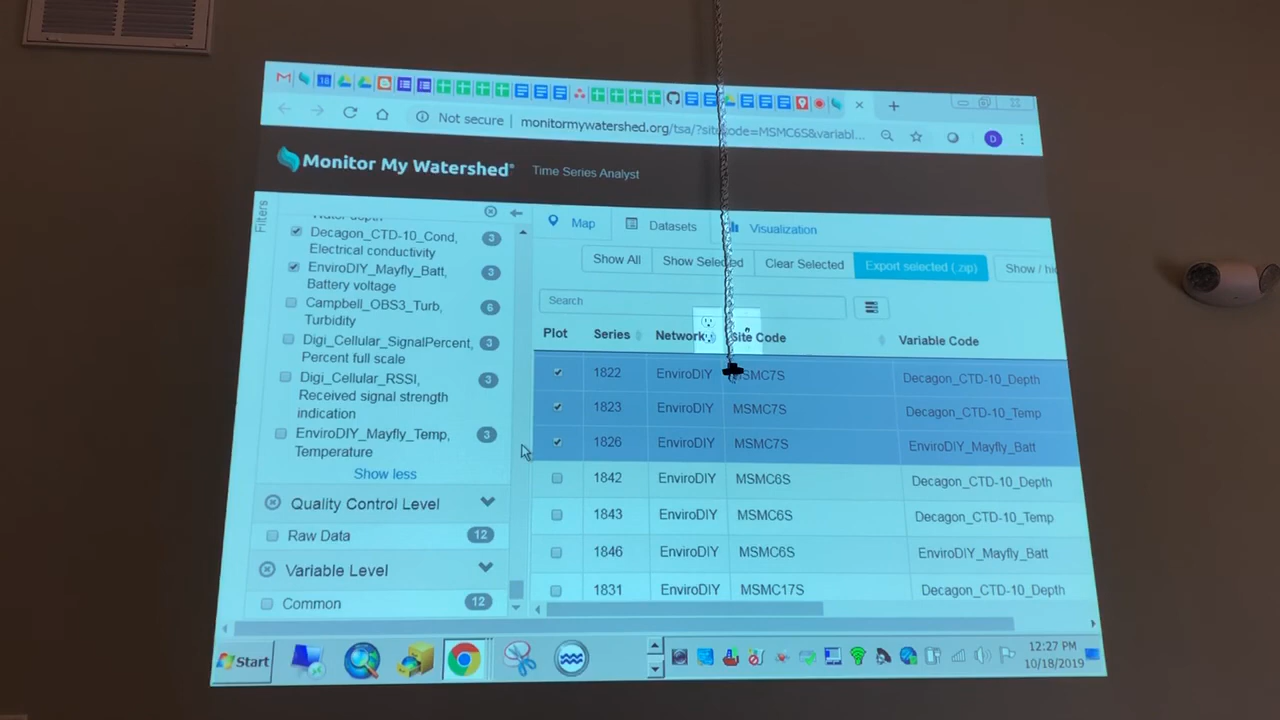 18
Not secure | monitormywatershed.org/tsa/?sitecode=MSMC6S&variabl...
D
Monitor My Watershed® Time Series Analyst
Filters
Map Datasets Visualization
Show All Show Selected Clear Selected Export selected (.zip) Show / hi
Search
Plot Series Network Site Code Variable Code
Water depth
Decagon_CTD-10_Cond, 3
Electrical conductivity
EnviroDIY_Mayfly_Batt, 3
Battery voltage
Campbell_OBS3_Turb, 6
Turbidity
Digi_Cellular_SignalPercent, 3
Percent full scale
Digi_Cellular_RSSI, 3
Received signal strength
indication
EnviroDIY_Mayfly_Temp, 3
Temperature
Show less
Quality Control Level
Raw Data 12
Variable Level
Common 12
1822 EnviroDIY MSMC7S Decagon_CTD-10_Depth
1823 EnviroDIY MSMC7S Decagon_CTD-10_Temp
1826 EnviroDIY MSMC7S EnviroDIY_Mayfly_Batt
1842 EnviroDIY MSMC6S Decagon_CTD-10_Depth
1843 EnviroDIY MSMC6S Decagon_CTD-10_Temp
1846 EnviroDIY MSMC6S EnviroDIY_Mayfly_Batt
1831 EnviroDIY MSMC17S Decagon_CTD-10_Depth
Start
12:27 PM
10/18/2019